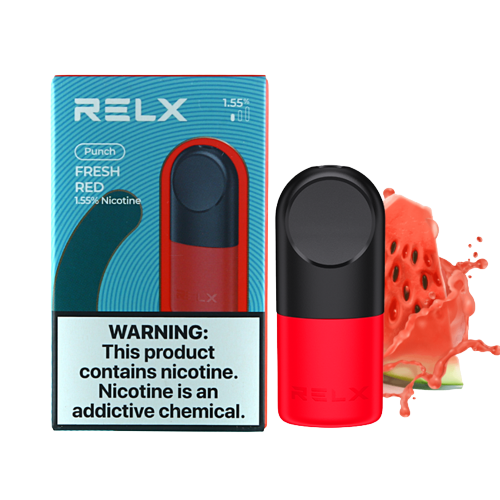 RELX
1.55%
Punch
FRESH
RED
1.55% Nicotine
RELX
WARNING:
This product
contains nicotine.
Nicotine is an
addictive chemical.
RELX